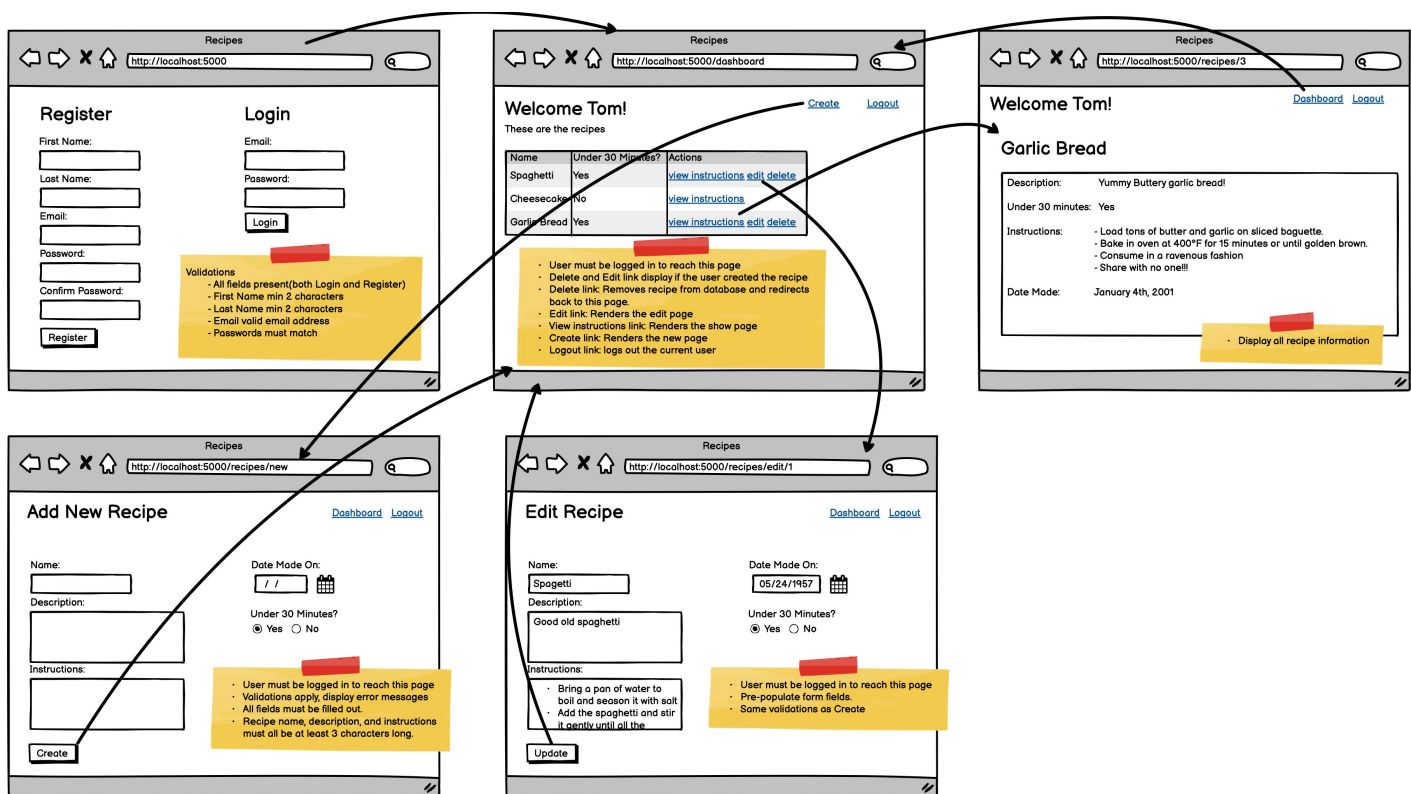 Recipes
http://localhost:5000
Register
First Name:
Last Name:
Email:
Password:
Confirm Password:
Register
Login
Email:
Password:
Login
Validations
- All fields present(both Login and Register)
- First Name min 2 characters
- Last Name min 2 characters
- Email valid email address
- Passwords must match
Recipes
http://localhost:5000/dashboard
Welcome Tom!
Create Logout
These are the recipes
Name Under 30 Minutes? Actions
Spaghetti Yes view instructions edit delete
Cheesecake No view instructions
Garlic Bread Yes view instructions edit delete
· User must be logged in to reach this page
· Delete and Edit link display if the user created the recipe
· Delete link: Removes recipe from database and redirects
back to this page.
· Edit link: Renders the edit page
· View instructions link: Renders the show page
· Create link: Renders the new page
· Logout link: logs out the current user
Recipes
http://localhost:5000/recipes/3
Welcome Tom!
Dashboard Logout
Garlic Bread
Description: Yummy Buttery garlic bread!
Under 30 minutes: Yes
Instructions: - Load tons of butter and garlic on sliced baguette.
- Bake in oven at 400°F for 15 minutes or until golden brown.
- Consume in a ravenous fashion
- Share with no one!!!
Date Made: January 4th, 2001
· Display all recipe information
Recipes
http://localhost:5000/recipes/new
Add New Recipe
Dashboard Logout
Name:
Description:
Instructions:
Create
Date Made On:
/ /
Under 30 Minutes?
Yes No
· User must be logged in to reach this page
· Validations apply, display error messages
· All fields must be filled out.
· Recipe name, description, and instructions
must all be at least 3 characters long.
Recipes
http://localhost:5000/recipes/edit/1
Edit Recipe
Dashboard Logout
Name:
Spagetti
Description:
Good old spaghetti
Instructions:
· Bring a pan of water to
boil and season it with salt
· Add the spaghetti and stir
it gently until all the
Update
Date Made On:
05/24/1957
Under 30 Minutes?
Yes No
· User must be logged in to reach this page
· Pre-populate form fields.
· Same validations as Create